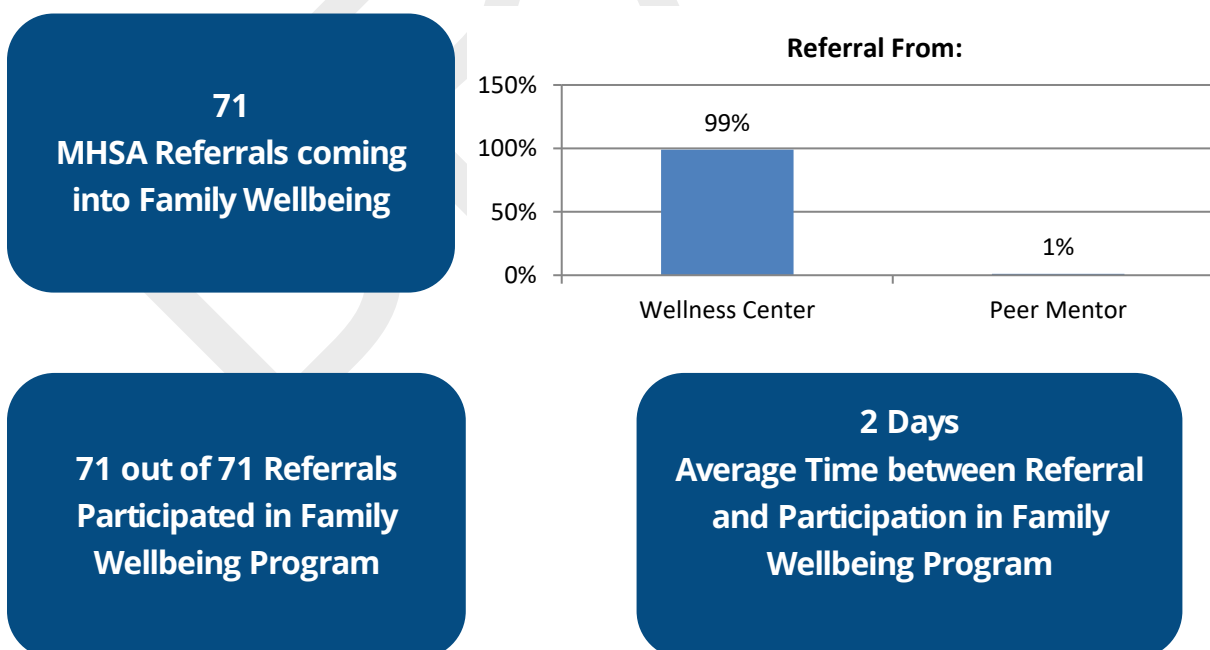 71
MHSA Referrals coming
into Family Wellbeing
Referral From:
150%
100%
50%
0%
99%
1%
Wellness Center
Peer Mentor
71 out of 71 Referrals
Participated in Family
Wellbeing Program
2 Days
Average Time between Referral
and Participation in Family
Wellbeing Program